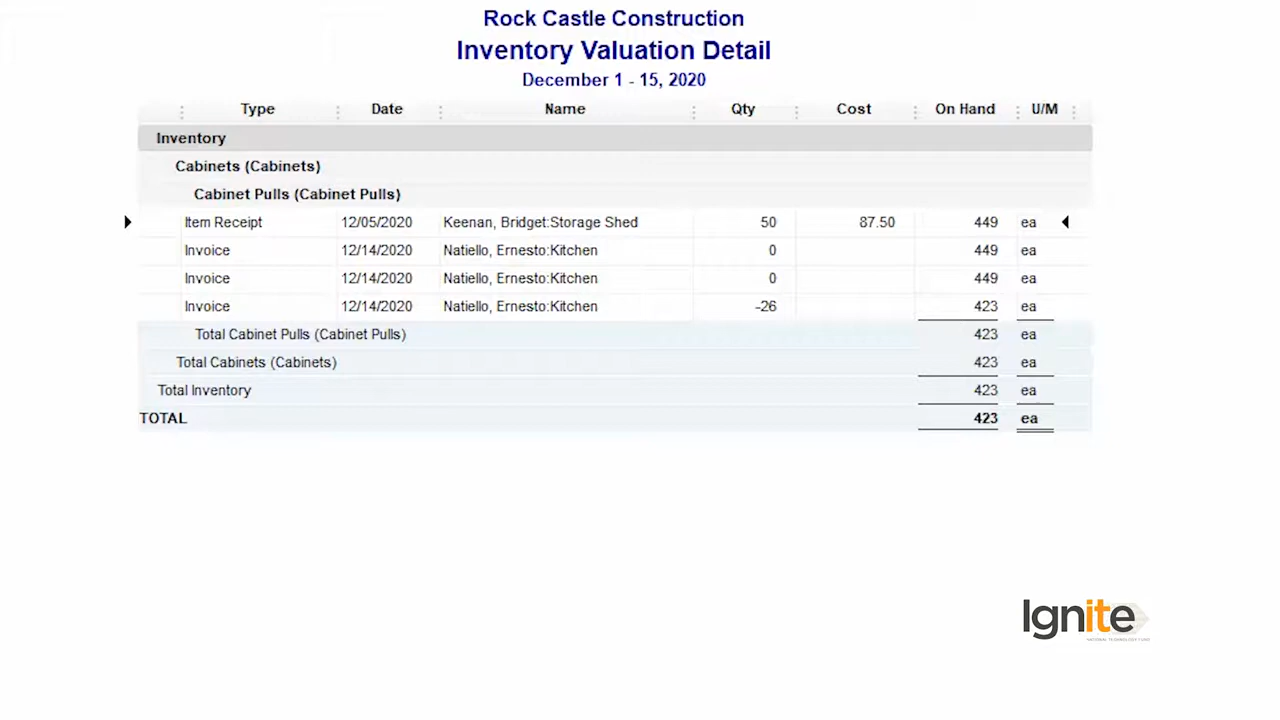 Rock Castle Construction
Inventory Valuation Detail
December 1 - 15, 2020
Type Date Name Qty Cost On Hand U/M
Inventory
Cabinets (Cabinets)
Cabinet Pulls (Cabinet Pulls)
Item Receipt 12/05/2020 Keenan, Bridget:Storage Shed 50 87.50 449 ea
Invoice 12/14/2020 Natiello, Ernesto:Kitchen 0 449 ea
Invoice 12/14/2020 Natiello, Ernesto:Kitchen 0 449 ea
Invoice 12/14/2020 Natiello, Ernesto:Kitchen -26 423 ea
Total Cabinet Pulls (Cabinet Pulls) 423 ea
Total Cabinets (Cabinets) 423 ea
Total Inventory 423 ea
TOTAL 423 ea
Ignite
NATIONAL TECHNOLOGY FUND